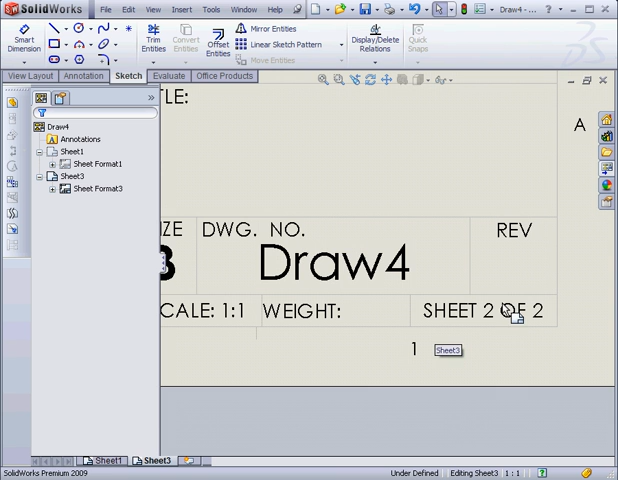 SolidWorks
File Edit View Insert Tools Window Help
Draw4 - ...
Smart Dimension
Trim Entities
Convert Entities
Offset Entities
Mirror Entities
Linear Sketch Pattern
Move Entities
Display/Delete Relations
Quick Snaps
View Layout Annotation Sketch Evaluate Office Products
Draw4
Annotations
Sheet1
Sheet Format1
Sheet3
Sheet Format3
TLE:
A
IZE
DWG. NO.
REV
B
Draw4
CALE: 1:1
WEIGHT:
SHEET 2 OF 2
1
Sheet3
Sheet1 Sheet3
SolidWorks Premium 2009
Under Defined
Editing Sheet3
1 : 1